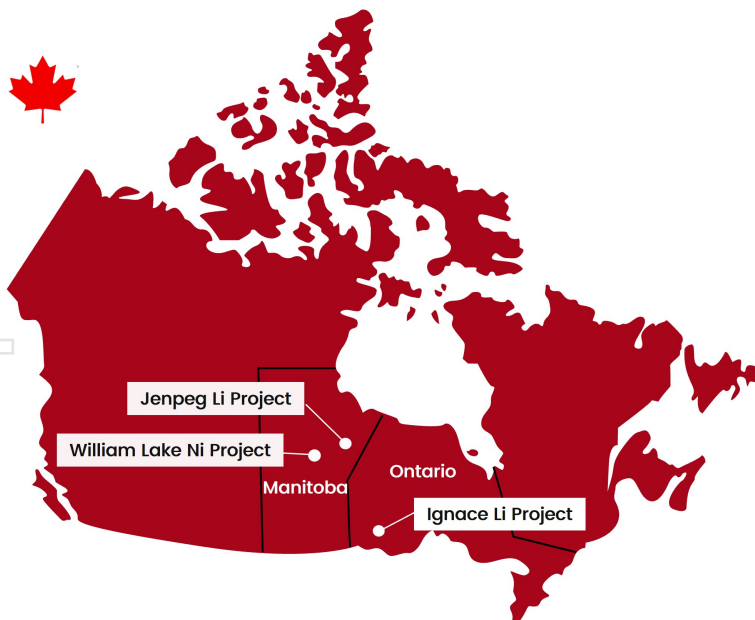 Jenpeg Li Project
William Lake Ni Project
Ontario
Manitoba
Ignace Li Project